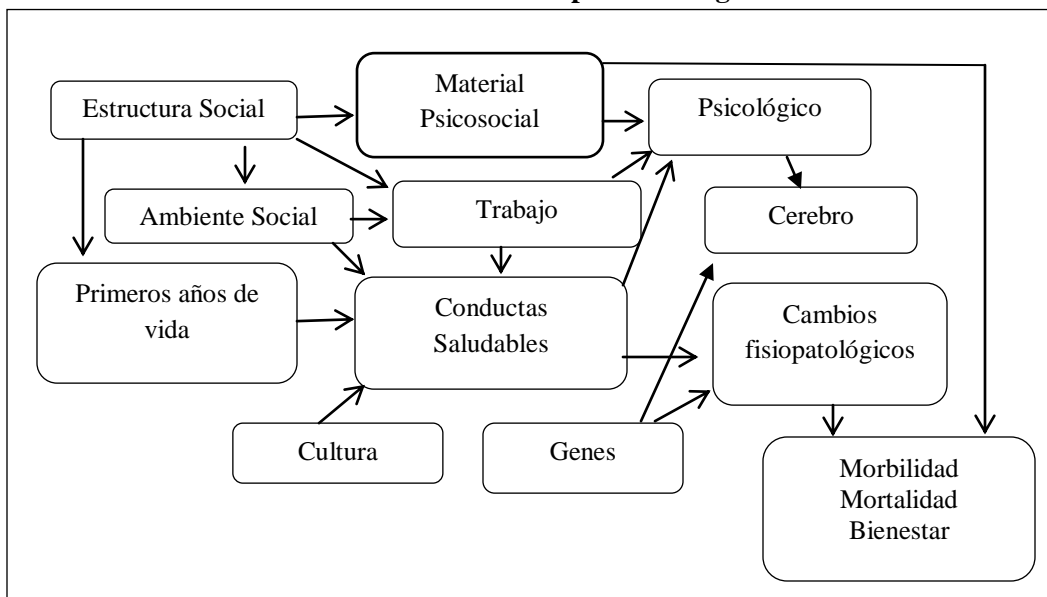 Estructura Social
Material
Psicosocial
Psicológico
Ambiente Social
Trabajo
Cerebro
Primeros años de
vida
Conductas
Saludables
Cambios
fisiopatológicos
Cultura
Genes
Morbilidad
Mortalidad
Bienestar